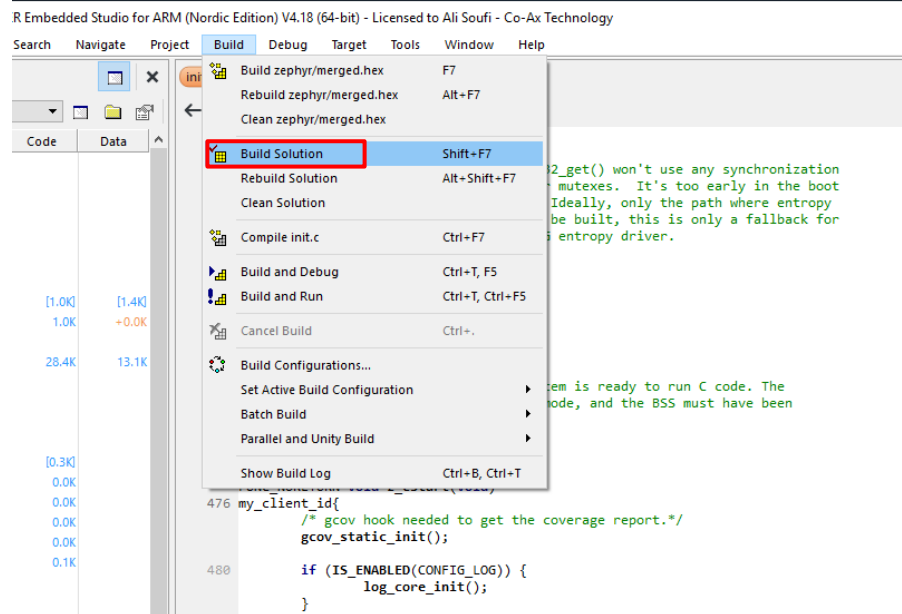 R Embedded Studio for ARM (Nordic Edition) V4.18 (64-bit) - Licensed to Ali Soufi - Co-Ax Technology
Search Navigate Project Build Debug Target Tools Window Help
Build zephyr/merged.hex F7
Rebuild zephyr/merged.hex Alt+F7
Clean zephyr/merged.hex
Build Solution Shift+F7
Rebuild Solution Alt+Shift+F7
Clean Solution
Compile init.c Ctrl+F7
Build and Debug Ctrl+T, F5
Build and Run Ctrl+T, Ctrl+F5
Cancel Build Ctrl+.
Build Configurations...
Set Active Build Configuration
Batch Build
Parallel and Unity Build
Show Build Log Ctrl+B, Ctrl+T
ini
Code Data
[1.0K] [1.4K]
1.0K +0.0K
28.4K 13.1K
[0.3K]
0.0K
0.0K
0.0K
0.0K
0.1K
32_get() won't use any synchronization
mutexes. It's too early in the boot
Ideally, only the path where entropy
be built, this is only a fallback for
entropy driver.
tem is ready to run C code. The
mode, and the BSS must have been
476 my_client_id{
/* gcov hook needed to get the coverage report.*/
gcov_static_init();
480 if (IS_ENABLED(CONFIG_LOG)) {
log_core_init();
}